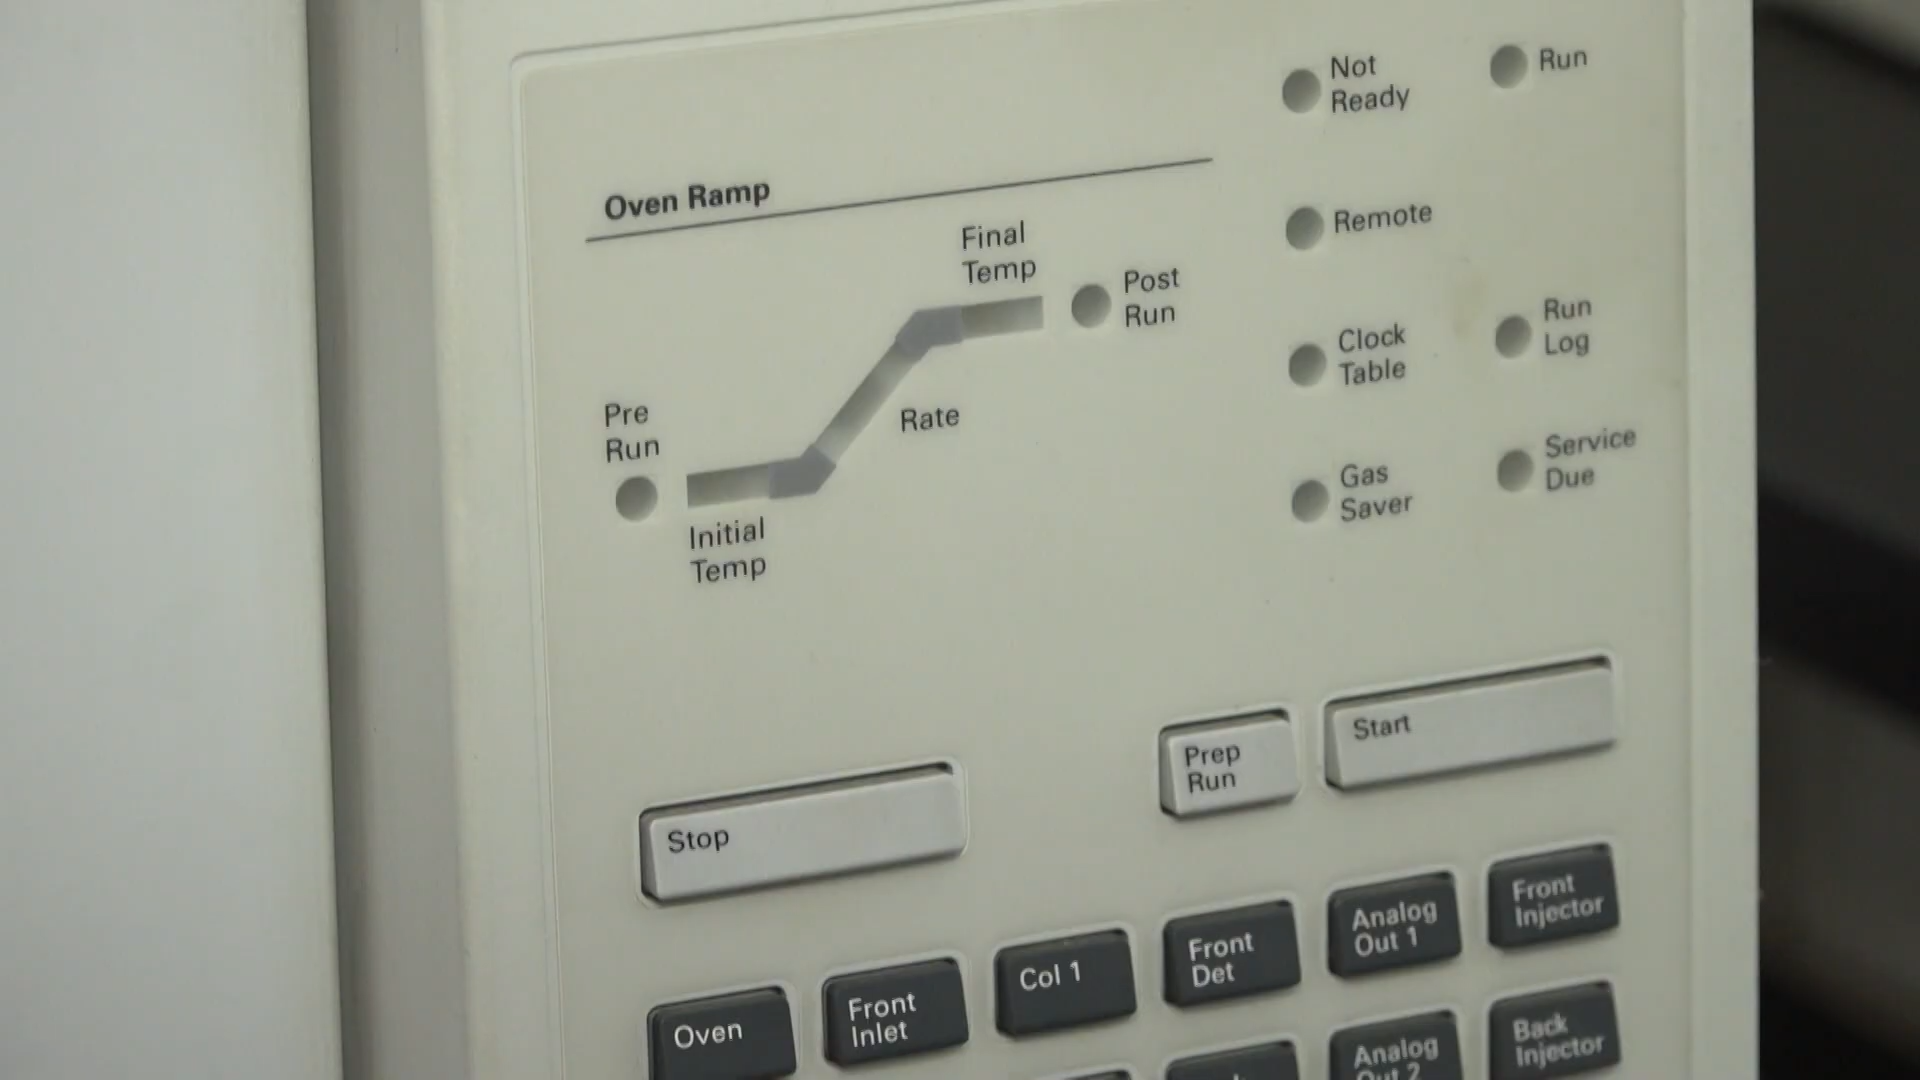 Not
Ready
Run
Oven Ramp
Remote
Final
Temp
Post
Run
Clock
Table
Run
Log
Pre
Run
Rate
Gas
Saver
Service
Due
Initial
Temp
Prep
Run
Start
Stop
Oven
Front
Inlet
Col 1
Front
Det
Analog
Out 1
Front
Injector
Analog
Out 2
Back
Injector